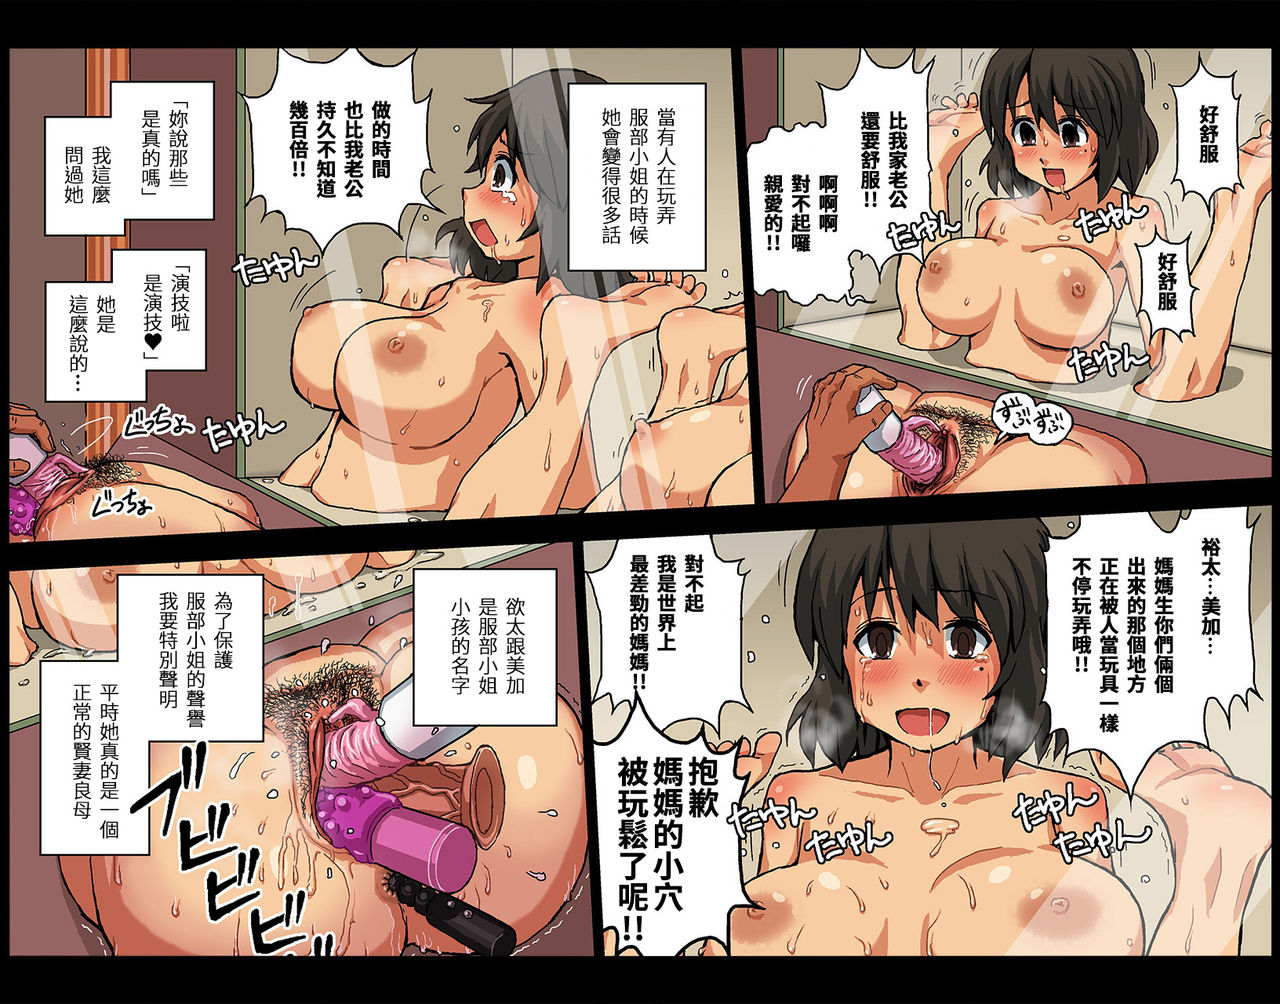 好舒服
好舒服
比我家老公
還要舒服!!
啊啊啊
對不起囉
親愛的!!
たゆん
たゆん
ずぶ
ずぶ
當有人在玩弄
服部小姐的時候
她會變得很多話
做的時間
也比我老公
持久不知道
幾百倍!!
たゆん
たゆん
「妳說那些
是真的嗎」
我這麼
問過她
「演技啦
是演技♥」
她是
這麼說的…
ぐっちょ
ぐっちょ
裕太…美加…
媽媽生你們倆個
出來的那個地方
正在被人當玩具一樣
不停玩弄哦!!
對不起
我是世界上
最差勁的媽媽!!
抱歉
媽媽的小穴
被玩鬆了呢!!
たゆん
たゆん
たゆん
たゆん
欲太跟美加
是服部小姐
小孩的名字
為了保護
服部小姐的聲譽
我要特別聲明
平時她真的是一個
正常的賢妻良母
ブビビビビ